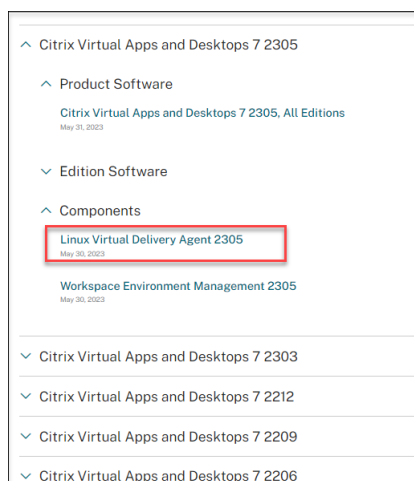 Citrix Virtual Apps and Desktops 7 2305
Product Software
Citrix Virtual Apps and Desktops 7 2305, All Editions
May 31, 2023
Edition Software
Components
Linux Virtual Delivery Agent 2305
May 30, 2023
Workspace Environment Management 2305
May 30, 2023
Citrix Virtual Apps and Desktops 7 2303
Citrix Virtual Apps and Desktops 7 2212
Citrix Virtual Apps and Desktops 7 2209
Citrix Virtual Apps and Desktops 7 2206